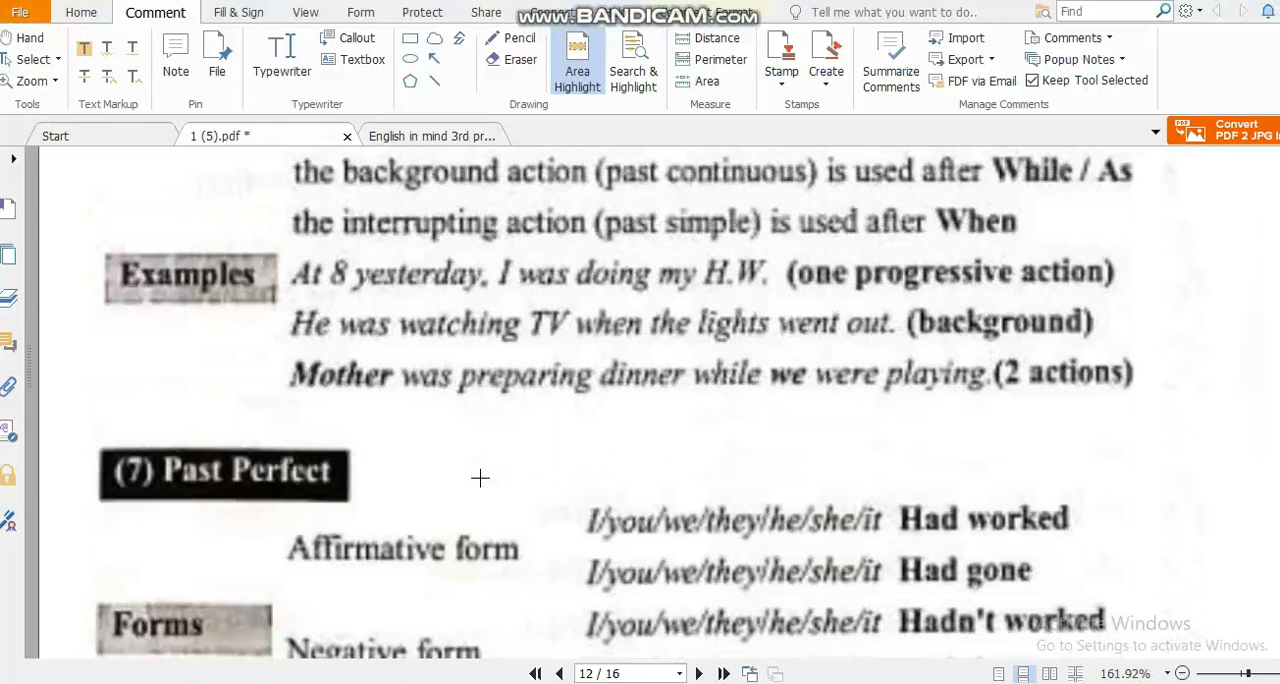 File Home Comment Fill & Sign View Form Protect Share
www.BANDICAM.com
Tell me what you want to do.. Find
Hand Select Zoom Tools
Text Markup
Note File Pin
Typewriter Callout Textbox Typewriter
Pencil Eraser Area Highlight Search & Highlight Drawing
Distance Perimeter Area Measure
Stamp Create Stamps
Summarize Comments Import Export FDF via Email Comments Popup Notes Keep Tool Selected Manage Comments
Start 1 (5).pdf * English in mind 3rd pr...
Convert
PDF 2 JPG
the background action (past continuous) is used after While / As
the interrupting action (past simple) is used after When
Examples At 8 yesterday, I was doing my H.W. (one progressive action)
He was watching TV when the lights went out. (background)
Mother was preparing dinner while we were playing.(2 actions)
(7) Past Perfect
I/you/we/they/he/she/it Had worked
Affirmative form
I/you/we/they/he/she/it Had gone
Forms
I/you/we/they/he/she/it Hadn't worked
Negative form
Activate Windows
Go to Settings to activate Windows.
12 / 16
161.92%